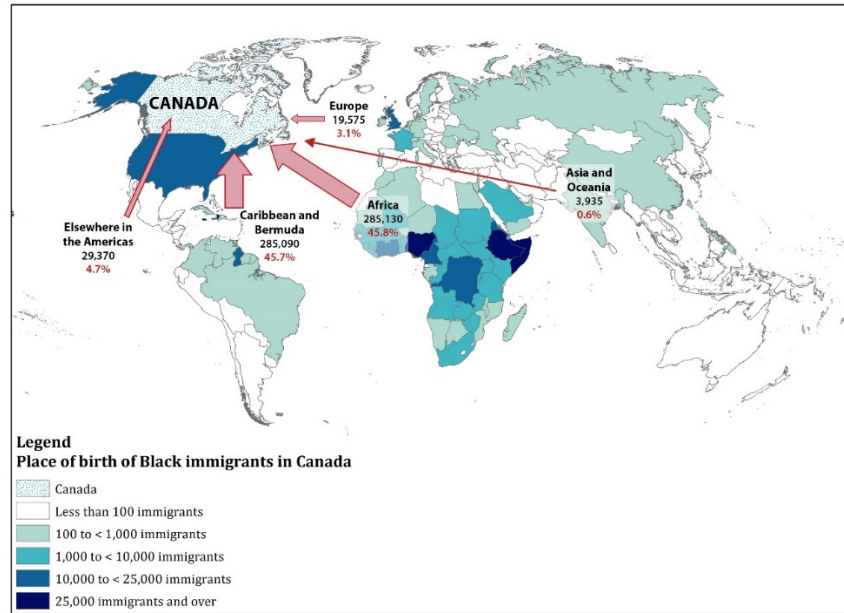 CANADA
Europe
19,575
3.1%
Asia and
Oceania
3,935
0.6%
Elsewhere in
the Americas
29,370
4.7%
Caribbean and
Bermuda
285,090
45.7%
Africa
285,130
45.8%
Legend
Place of birth of Black immigrants in Canada
Canada
Less than 100 immigrants
100 to < 1,000 immigrants
1,000 to < 10,000 immigrants
10,000 to < 25,000 immigrants
25,000 immigrants and over